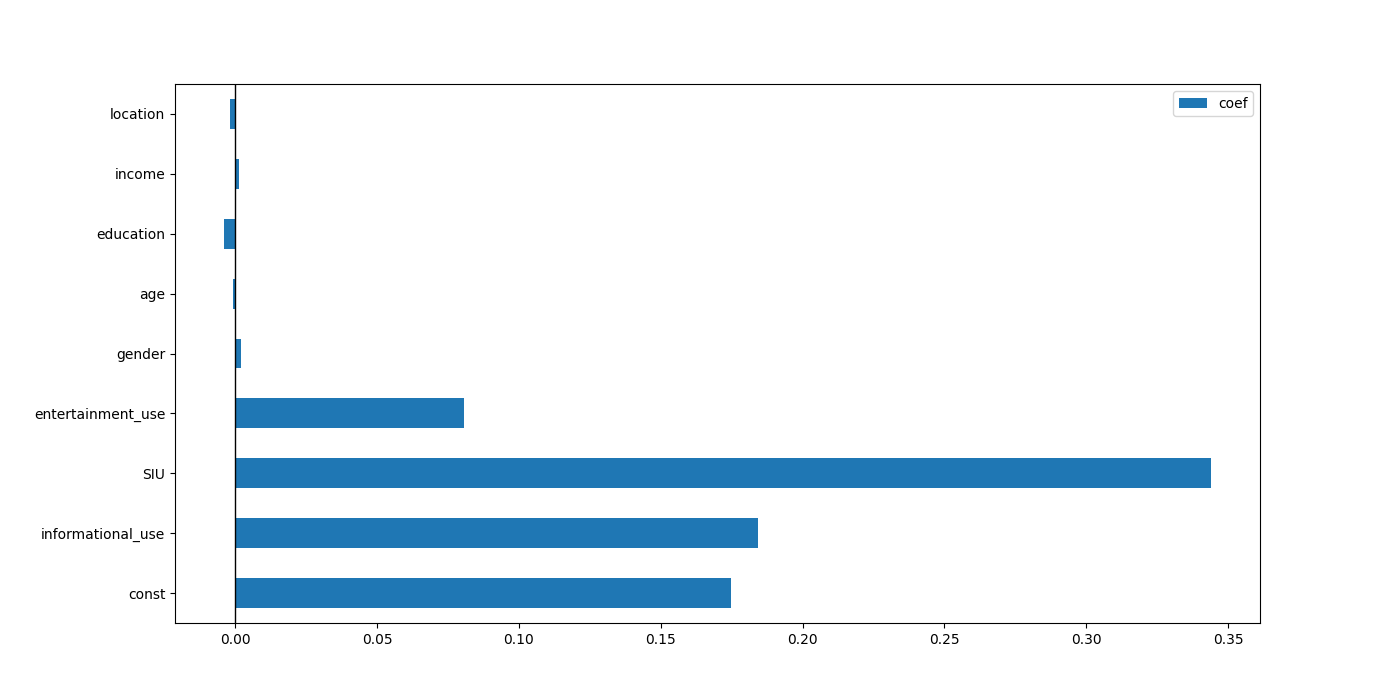 coef
location
income
education
age
gender
entertainment_use
SIU
informational_use
const
0.00 0.05 0.10 0.15 0.20 0.25 0.30 0.35